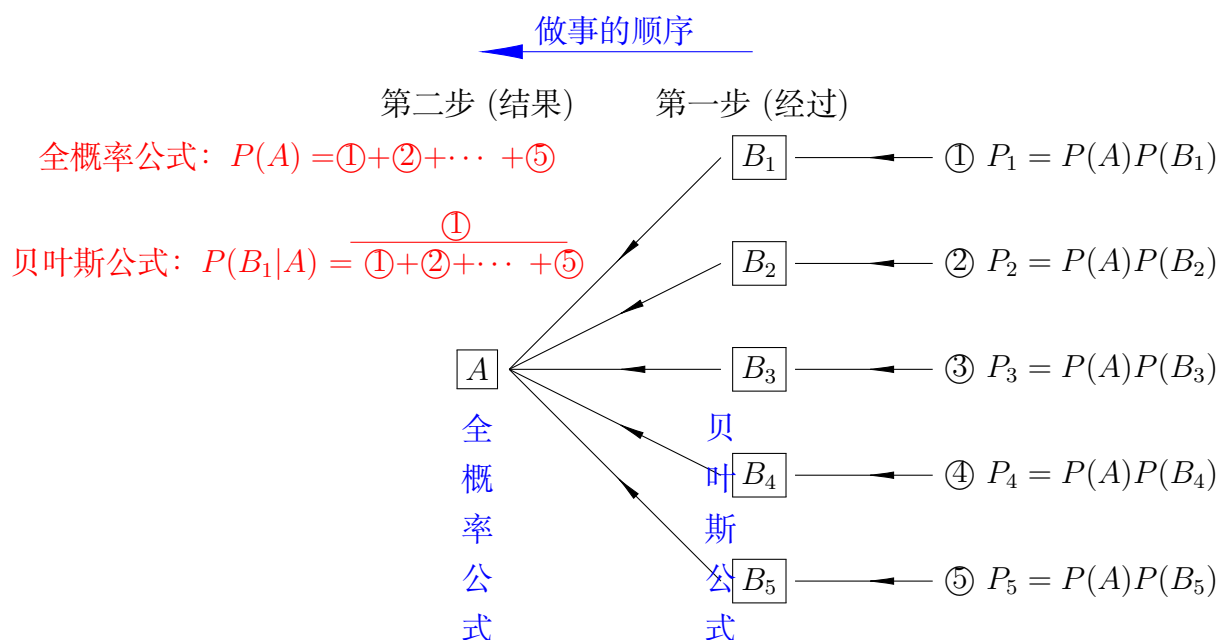 做事的顺序
第二步 (结果) 第一步 (经过)
全概率公式: P(A) =①+②+··· +⑤
B₁ ① P₁ = P(A)P(B₁)
贝叶斯公式: P(B₁|A) = ① / ①+②+··· +⑤
B₂ ② P₂ = P(A)P(B₂)
A
B₃ ③ P₃ = P(A)P(B₃)
B₄ ④ P₄ = P(A)P(B₄)
B₅ ⑤ P₅ = P(A)P(B₅)
全概率公式
贝叶斯公式